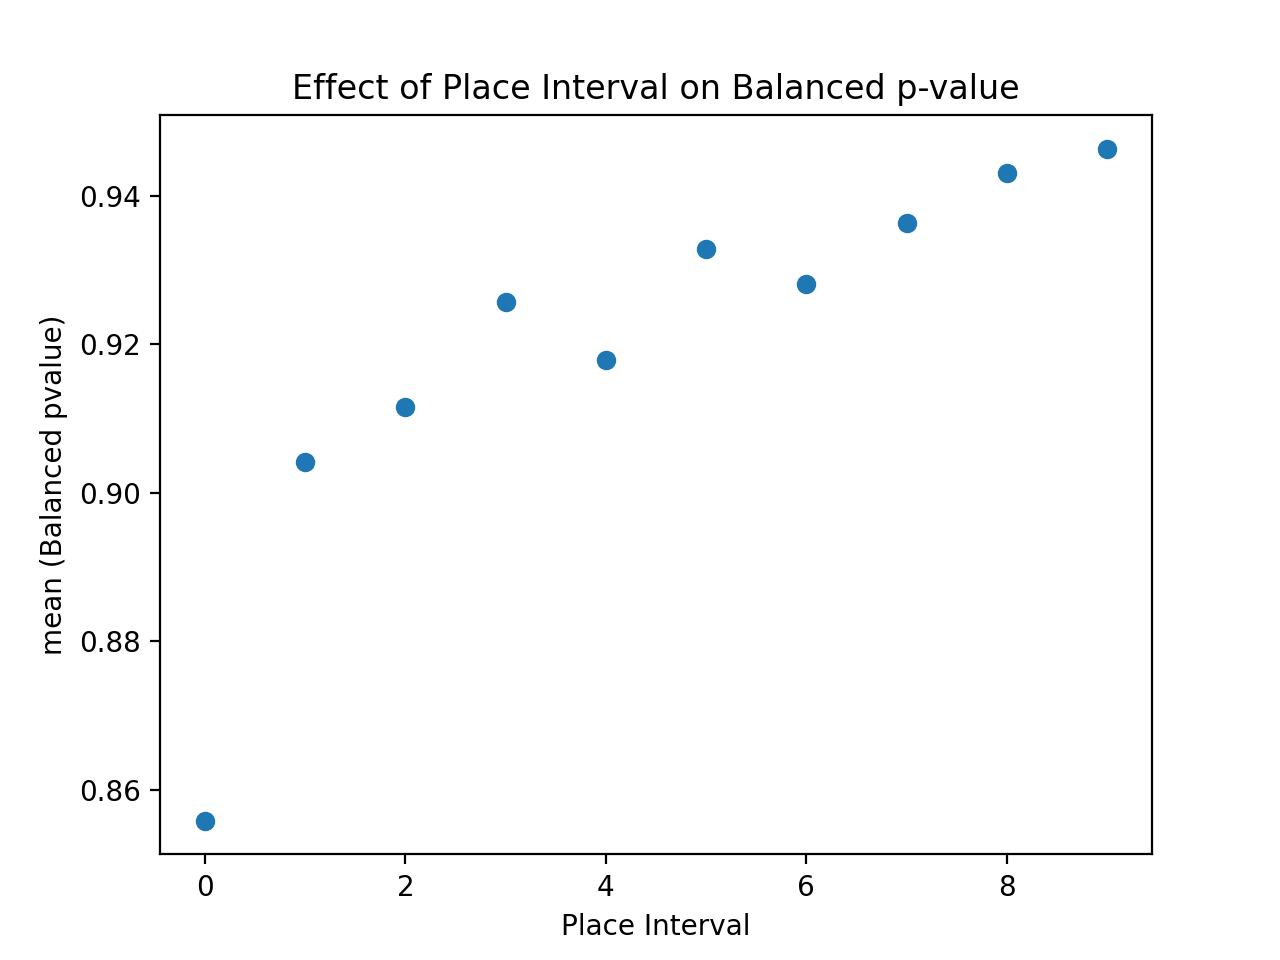 Effect of Place Interval on Balanced p-value
0.94
0.92
0.90
0.88
0.86
mean (Balanced pvalue)
0 2 4 6 8
Place Interval